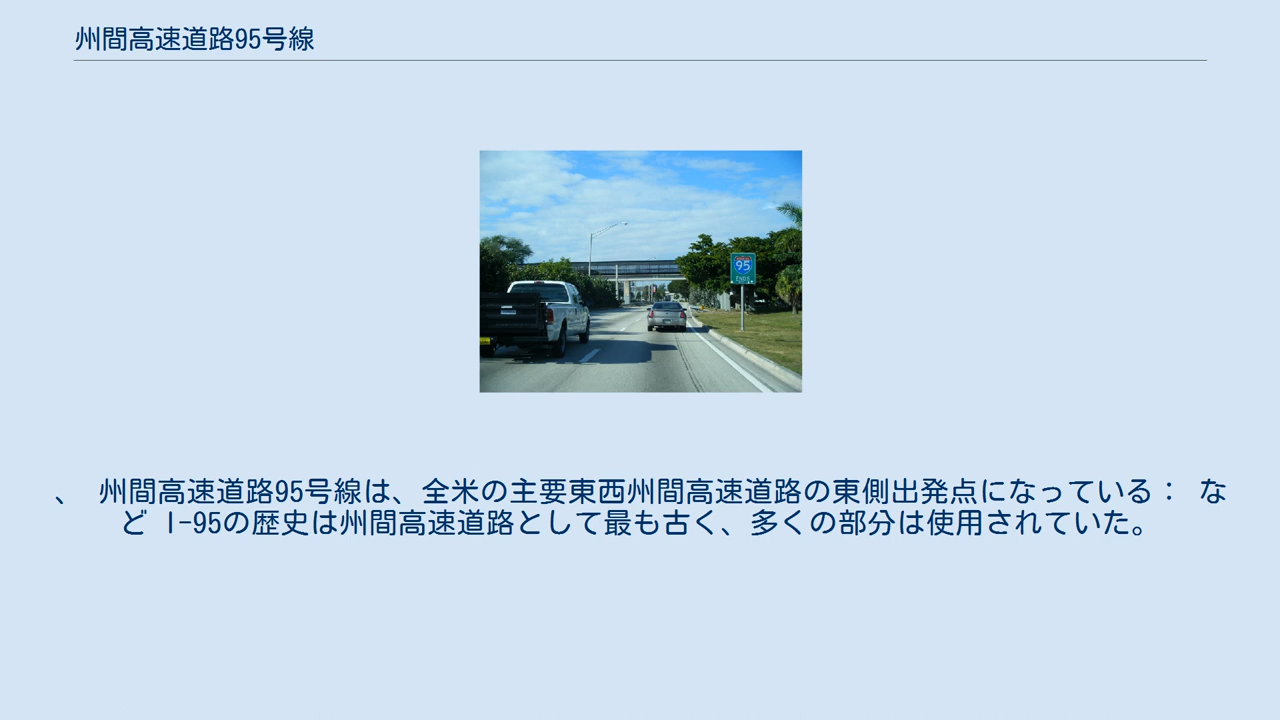 州間高速道路95号線
95
ENDS
、 州間高速道路95号線は、全米の主要東西州間高速道路の東側出発点になっている： な
ど I-95の歴史は州間高速道路として最も古く、多くの部分は使用されていた。